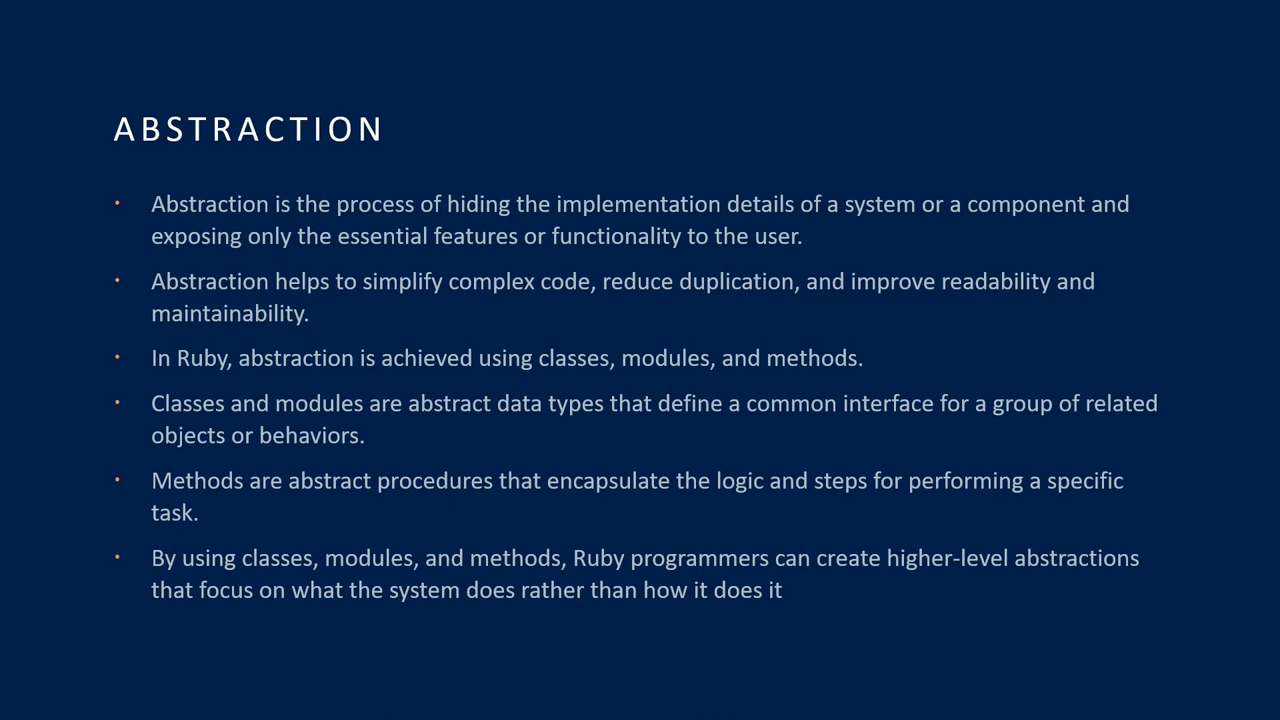 ABSTRACTION
• Abstraction is the process of hiding the implementation details of a system or a component and
exposing only the essential features or functionality to the user.
• Abstraction helps to simplify complex code, reduce duplication, and improve readability and
maintainability.
• In Ruby, abstraction is achieved using classes, modules, and methods.
• Classes and modules are abstract data types that define a common interface for a group of related
objects or behaviors.
• Methods are abstract procedures that encapsulate the logic and steps for performing a specific
task.
• By using classes, modules, and methods, Ruby programmers can create higher-level abstractions
that focus on what the system does rather than how it does it